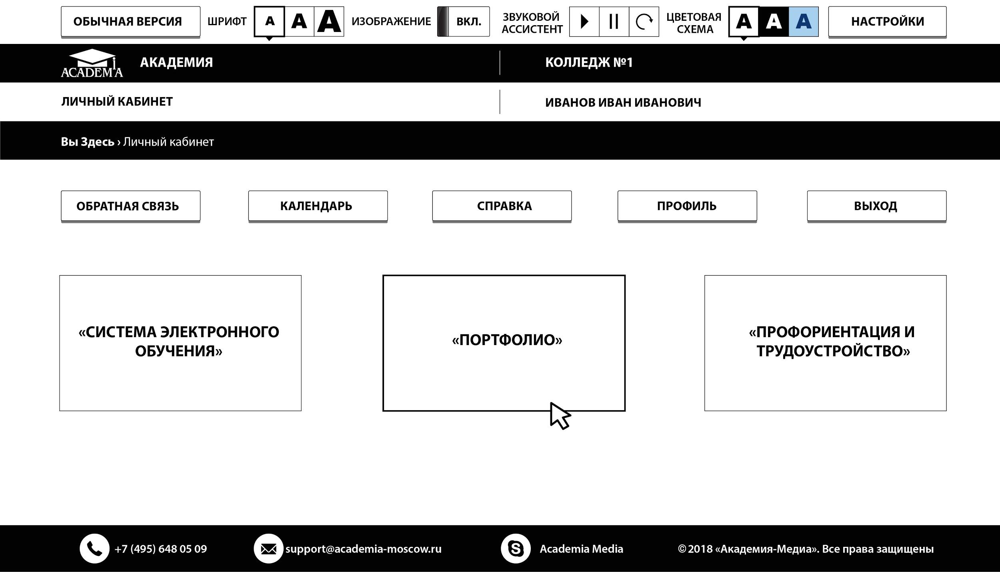 ОБЫЧНАЯ ВЕРСИЯ
ШРИФТ
А А А
ИЗОБРАЖЕНИЕ
ВКЛ.
ЗВУКОВОЙ
АССИСТЕНТ
ЦВЕТОВАЯ
СХЕМА
А А А
НАСТРОЙКИ
ACADEMiA
АКАДЕМИЯ
КОЛЛЕДЖ №1
ЛИЧНЫЙ КАБИНЕТ
ИВАНОВ ИВАН ИВАНОВИЧ
Вы Здесь › Личный кабинет
ОБРАТНАЯ СВЯЗЬ
КАЛЕНДАРЬ
СПРАВКА
ПРОФИЛЬ
ВЫХОД
«СИСТЕМА ЭЛЕКТРОННОГО
ОБУЧЕНИЯ»
«ПОРТФОЛИО»
«ПРОФОРИЕНТАЦИЯ И
ТРУДОУСТРОЙСТВО»
+7 (495) 648 05 09
support@academia-moscow.ru
Academia Media
© 2018 «Академия-Медиа». Все права защищены